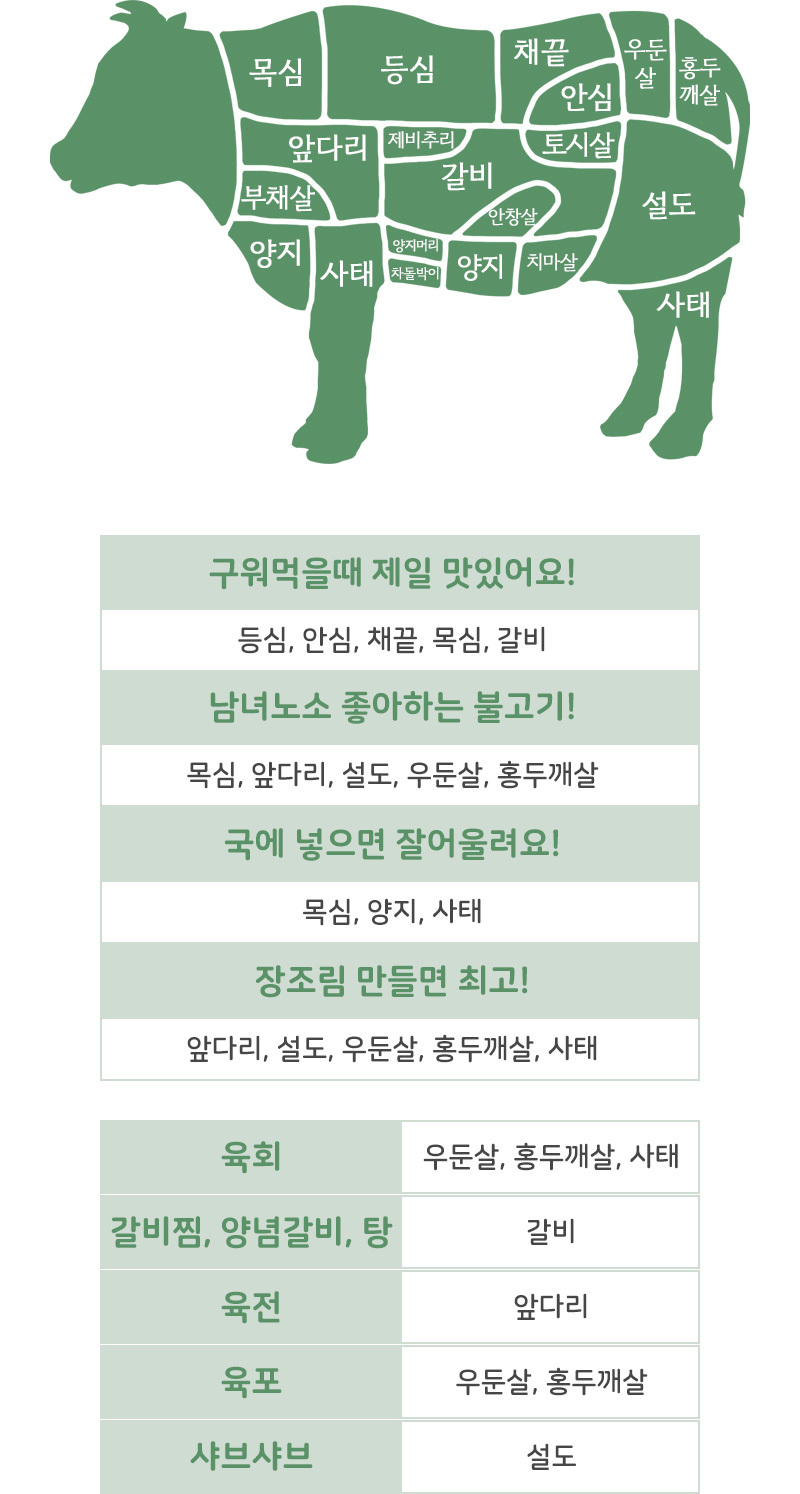 목심
등심
채끝
우둔
살
홍두
깨살
안심
앞다리
제비추리
토시살
갈비
부채살
안창살
설도
양지
사태
양지머리
차돌박이
양지
치마살
사태
구워먹을때 제일 맛있어요!
등심, 안심, 채끝, 목심, 갈비
남녀노소 좋아하는 불고기!
목심, 앞다리, 설도, 우둔살, 홍두깨살
국에 넣으면 잘어울려요!
목심, 양지, 사태
장조림 만들면 최고!
앞다리, 설도, 우둔살, 홍두깨살, 사태
육회
우둔살, 홍두깨살, 사태
갈비찜, 양념갈비, 탕
갈비
육전
앞다리
육포
우둔살, 홍두깨살
샤브샤브
설도